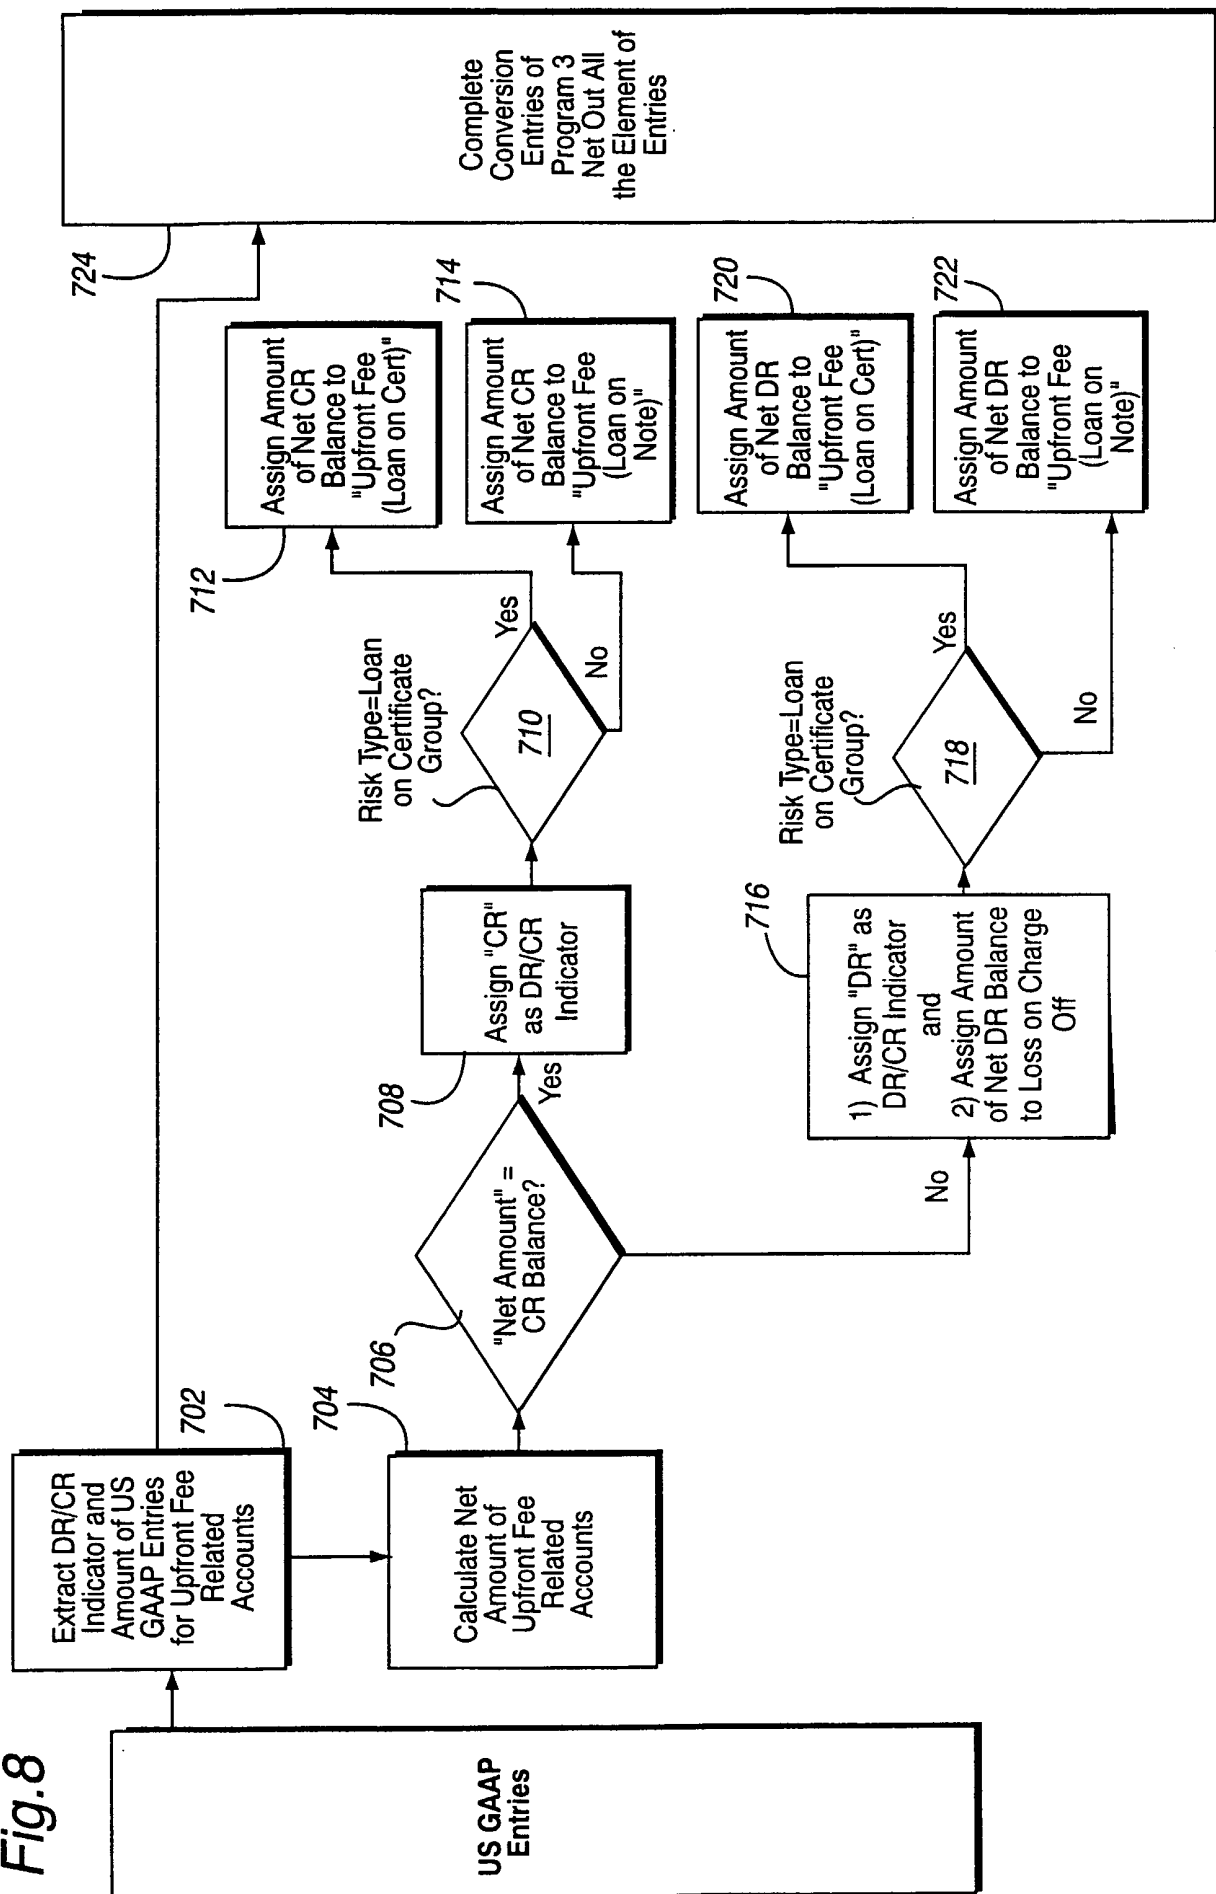 Fig.8
US GAAP
Entries
Extract DR/CR
Indicator and
Amount of US
GAAP Entries
for Upfront Fee
Related
Accounts
702
Calculate Net
Amount of
Upfront Fee
Related
Accounts
704
"Net Amount" =
CR Balance?
706
Yes
No
Assign "CR"
as DR/CR
Indicator
708
1) Assign "DR" as
DR/CR Indicator
and
2) Assign Amount
of Net DR Balance
to Loss on Charge
Off
716
Risk Type=Loan
on Certificate
Group?
710
Yes
No
Risk Type=Loan
on Certificate
Group?
718
Yes
No
Assign Amount
of Net CR
Balance to
"Upfront Fee
(Loan on Cert)"
712
Assign Amount
of Net CR
Balance to
"Upfront Fee
(Loan on
Note)"
714
Assign Amount
of Net DR
Balance to
"Upfront Fee
(Loan on Cert)"
720
Assign Amount
of Net DR
Balance to
"Upfront Fee
(Loan on
Note)"
722
Complete
Conversion
Entries of
Program 3
Net Out All
the Element of
Entries
724